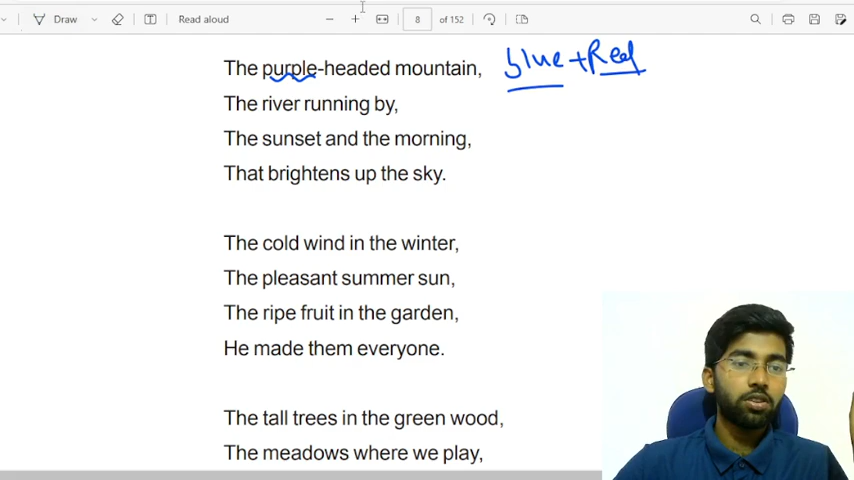 Draw Read aloud 8 of 152
The purple-headed mountain, blue + Red
The river running by,
The sunset and the morning,
That brightens up the sky.
The cold wind in the winter,
The pleasant summer sun,
The ripe fruit in the garden,
He made them everyone.
The tall trees in the green wood,
The meadows where we play,